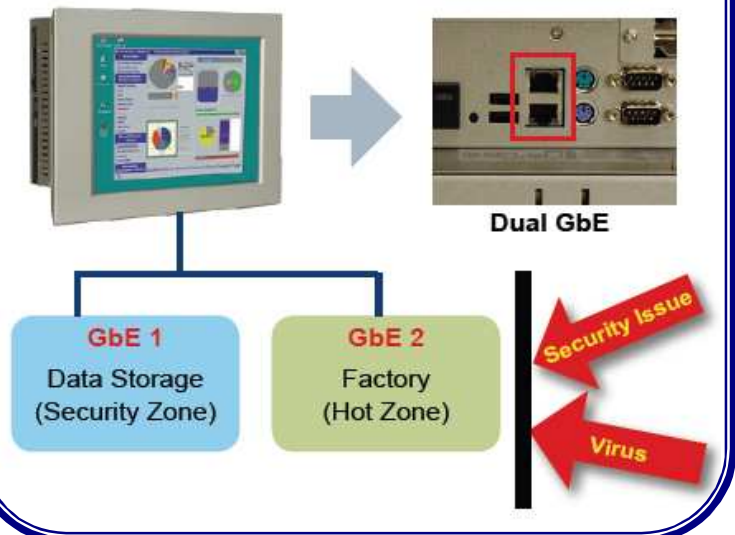 Dual GbE
GbE 1
Data Storage
(Security Zone)
GbE 2
Factory
(Hot Zone)
Security Issue
Virus